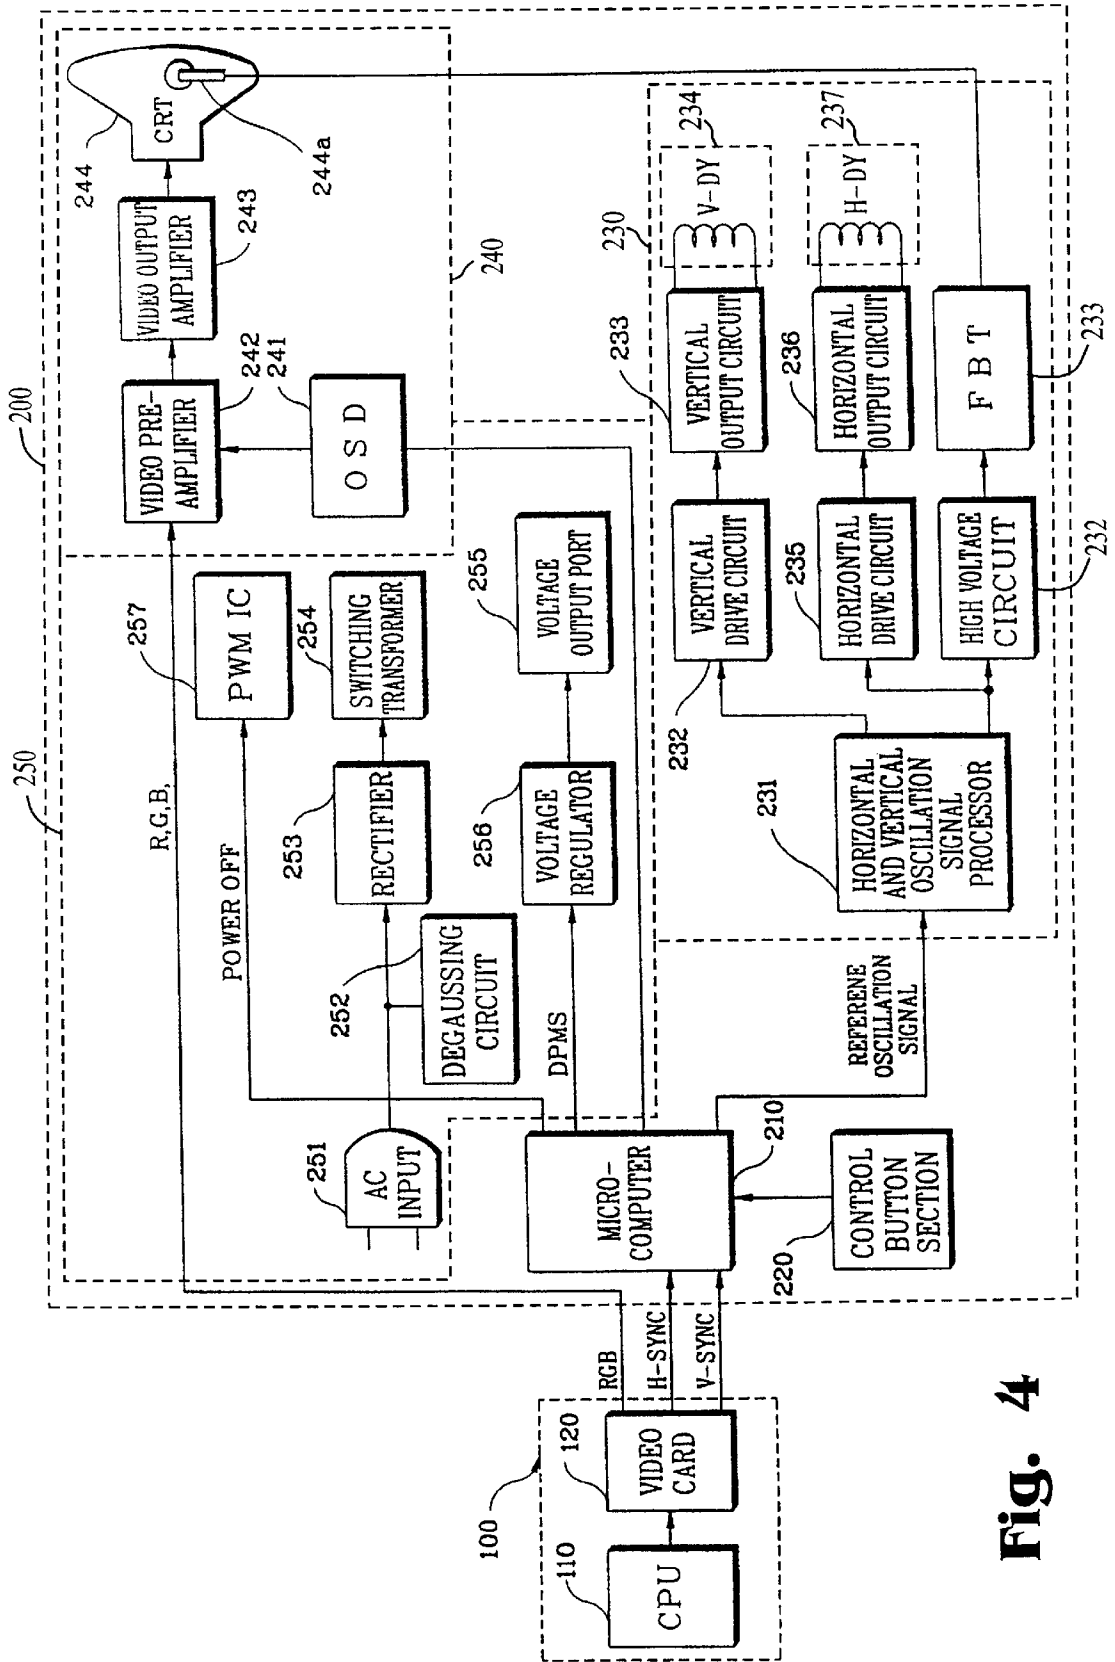 200
250
257
PWM IC
R,G,B,
POWER OFF
251
AC
INPUT
252
DEGAUSSING
CIRCUIT
253
RECTIFIER
254
SWITCHING
TRANSFORMER
DPMS
256
VOLTAGE
REGULATOR
255
VOLTAGE
OUTPUT PORT
VIDEO PRE-
AMPLIFIER
242
241
O S D
VIDEO OUTPUT
AMPLIFIER
243
244
CRT
244a
240
100
110
CPU
120
VIDEO
CARD
RGB
H-SYNC
V-SYNC
MICRO-
COMPUTER
210
220
CONTROL
BUTTON
SECTION
REFERENE
OSCILLATION
SIGNAL
231
HORIZONTAL
AND VERTICAL
OSCILLATION
SIGNAL
PROCESSOR
232
VERTICAL
DRIVE CIRCUIT
233
VERTICAL
OUTPUT CIRCUIT
230
V-DY
234
235
HORIZONTAL
DRIVE CIRCUIT
236
HORIZONTAL
OUTPUT CIRCUIT
H-DY
237
HIGH VOLTAGE
CIRCUIT
232
F B T
233
Fig. 4